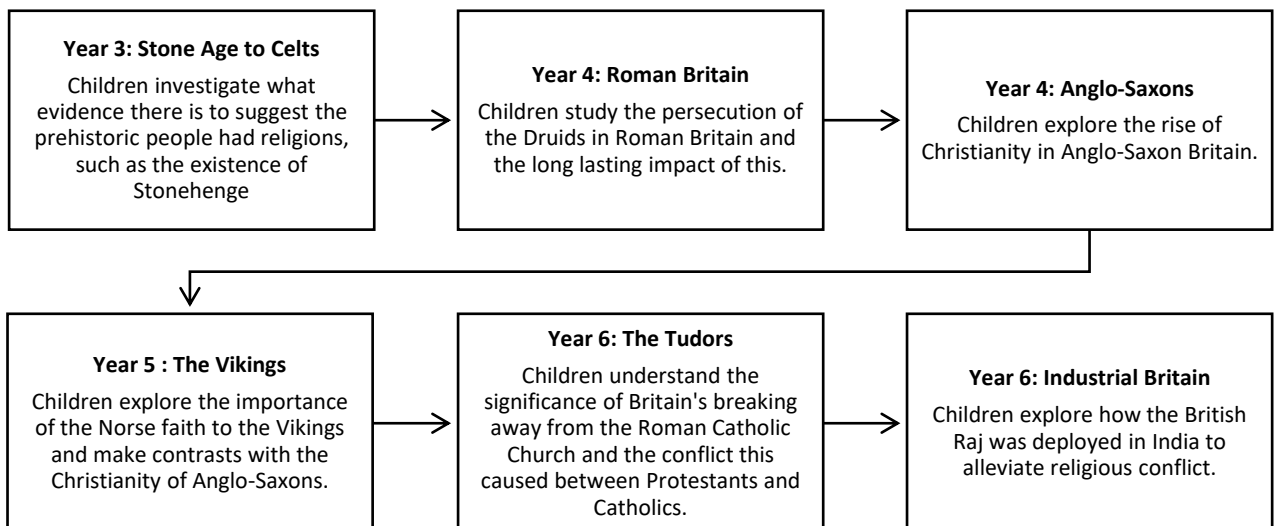 Year 3: Stone Age to Celts
Children investigate what
evidence there is to suggest the
prehistoric people had religions,
such as the existence of
Stonehenge
Year 4: Roman Britain
Children study the persecution of
the Druids in Roman Britain and
the long lasting impact of this.
Year 4: Anglo-Saxons
Children explore the rise of
Christianity in Anglo-Saxon Britain.
Year 5 : The Vikings
Children explore the importance
of the Norse faith to the Vikings
and make contrasts with the
Christianity of Anglo-Saxons.
Year 6: The Tudors
Children understand the
significance of Britain's breaking
away from the Roman Catholic
Church and the conflict this
caused between Protestants and
Catholics.
Year 6: Industrial Britain
Children explore how the British
Raj was deployed in India to
alleviate religious conflict.